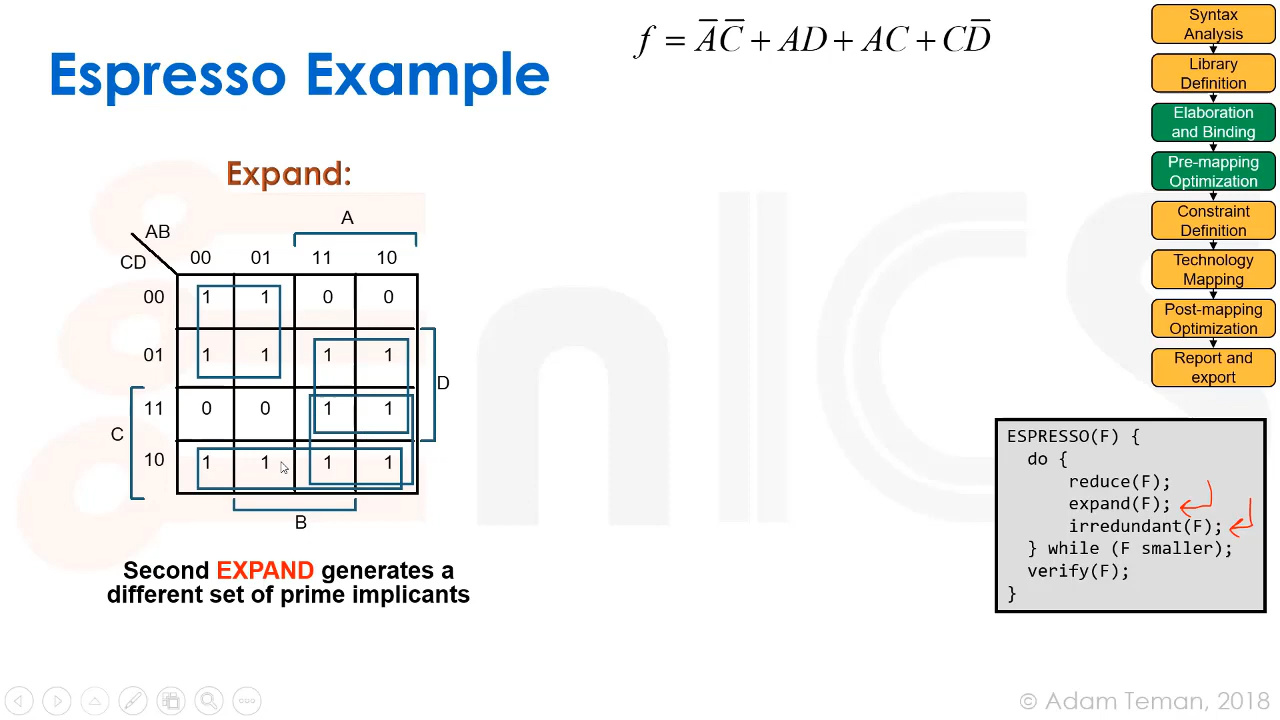 Espresso Example
f = A̅ C̅ + AD + AC + CD̅
Syntax
Analysis
Library
Definition
Elaboration
and Binding
Pre-mapping
Optimization
Constraint
Definition
Technology
Mapping
Post-mapping
Optimization
Report and
export
Expand:
A
AB
CD
00 01 11 10
00 1 1 0 0
01 1 1 1 1
D
11 0 0 1 1
C
10 1 1 1 1
B
Second EXPAND generates a
different set of prime implicants
ESPRESSO(F) {
do {
reduce(F);
expand(F);
irredundant(F);
} while (F smaller);
verify(F);
}
© Adam Teman, 2018